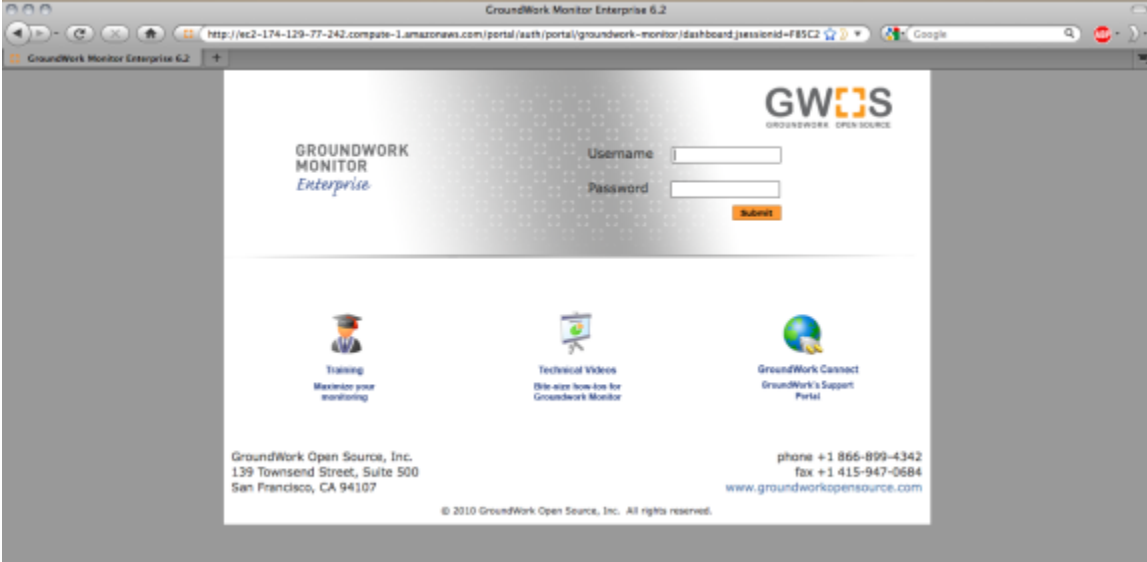 GroundWork Monitor Enterprise 6.2
http://ec2-174-129-77-242.compute-1.amazonaws.com/portal/auth/portal/groundwork-monitor/dashboard;jsessionid=F85C2
Google
ABP
GroundWork Monitor Enterprise 6.2
GWOS
GROUNDWORK OPEN SOURCE
GROUNDWORK
MONITOR
Enterprise
Username
Password
Submit
Training
Maximize your
monitoring
Technical Videos
Bite-size how-tos for
Groundwork Monitor
GroundWork Connect
GroundWork's Support
Portal
GroundWork Open Source, Inc.
139 Townsend Street, Suite 500
San Francisco, CA 94107
phone +1 866-899-4342
fax +1 415-947-0684
www.groundworkopensource.com
© 2010 GroundWork Open Source, Inc. All rights reserved.